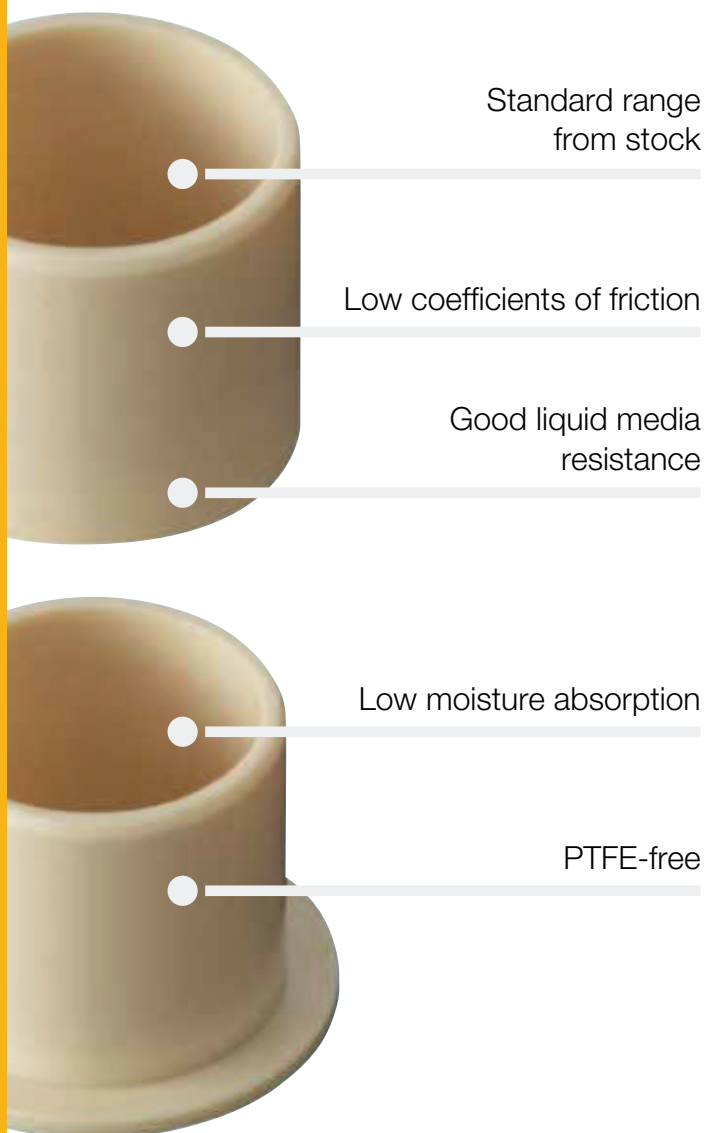 Standard range
from stock
Low coefficients of friction
Good liquid media
resistance
Low moisture absorption
PTFE-free